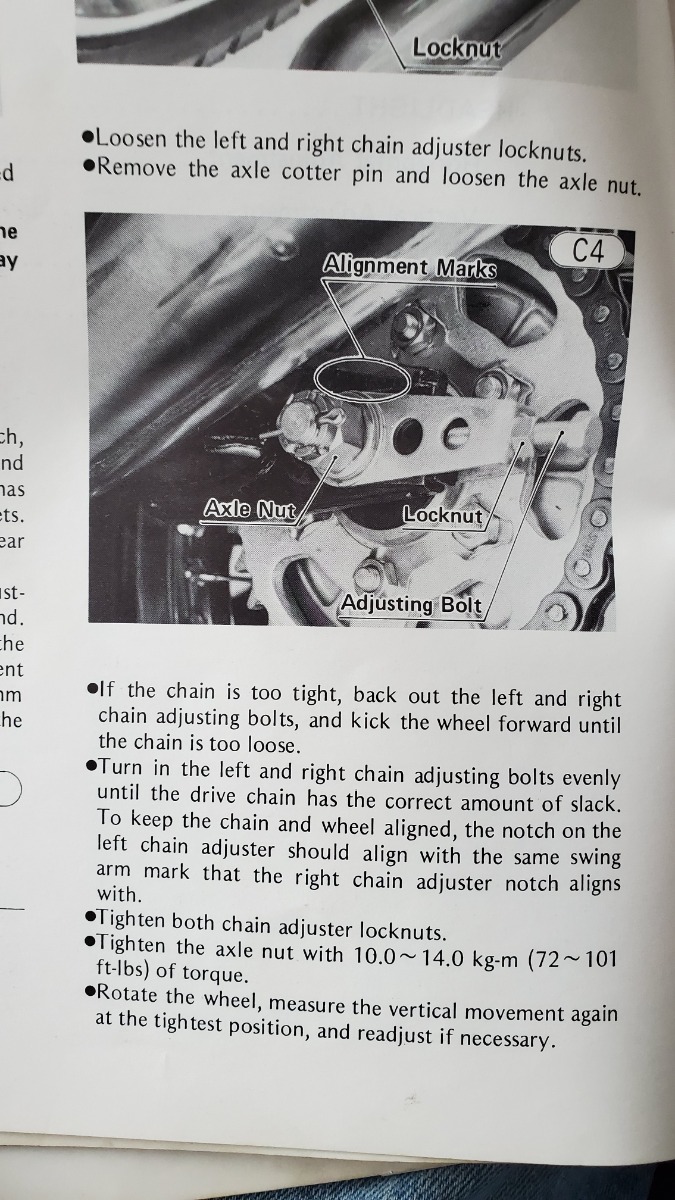 Locknut
●Loosen the left and right chain adjuster locknuts.
●Remove the axle cotter pin and loosen the axle nut.
C4
Alignment Marks
Axle Nut
Locknut
Adjusting Bolt
●If the chain is too tight, back out the left and right
chain adjusting bolts, and kick the wheel forward until
the chain is too loose.
●Turn in the left and right chain adjusting bolts evenly
until the drive chain has the correct amount of slack.
To keep the chain and wheel aligned, the notch on the
left chain adjuster should align with the same swing
arm mark that the right chain adjuster notch aligns
with.
●Tighten both chain adjuster locknuts.
●Tighten the axle nut with 10.0~14.0 kg-m (72~101
ft-lbs) of torque.
●Rotate the wheel, measure the vertical movement again
at the tightest position, and readjust if necessary.